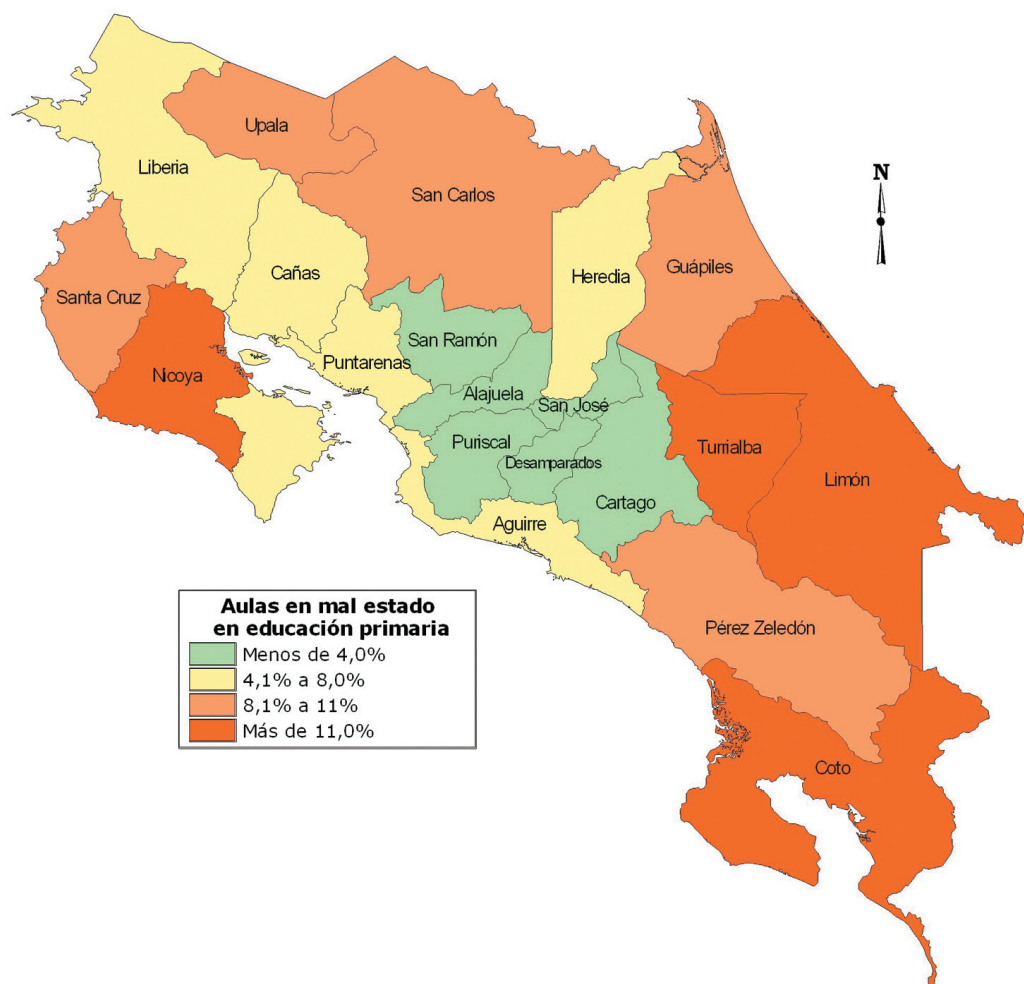 Upala
Liberia
San Carlos
N
Cañas
Heredia
Guápiles
Santa Cruz
San Ramón
Puntarenas
Nicoya
Alajuela
San José
Puriscal
Desamparados
Turrialba
Limón
Cartago
Aguirre
Pérez Zeledón
Coto
Aulas en mal estado
en educación primaria
Menos de 4,0%
4,1% a 8,0%
8,1% a 11%
Más de 11,0%